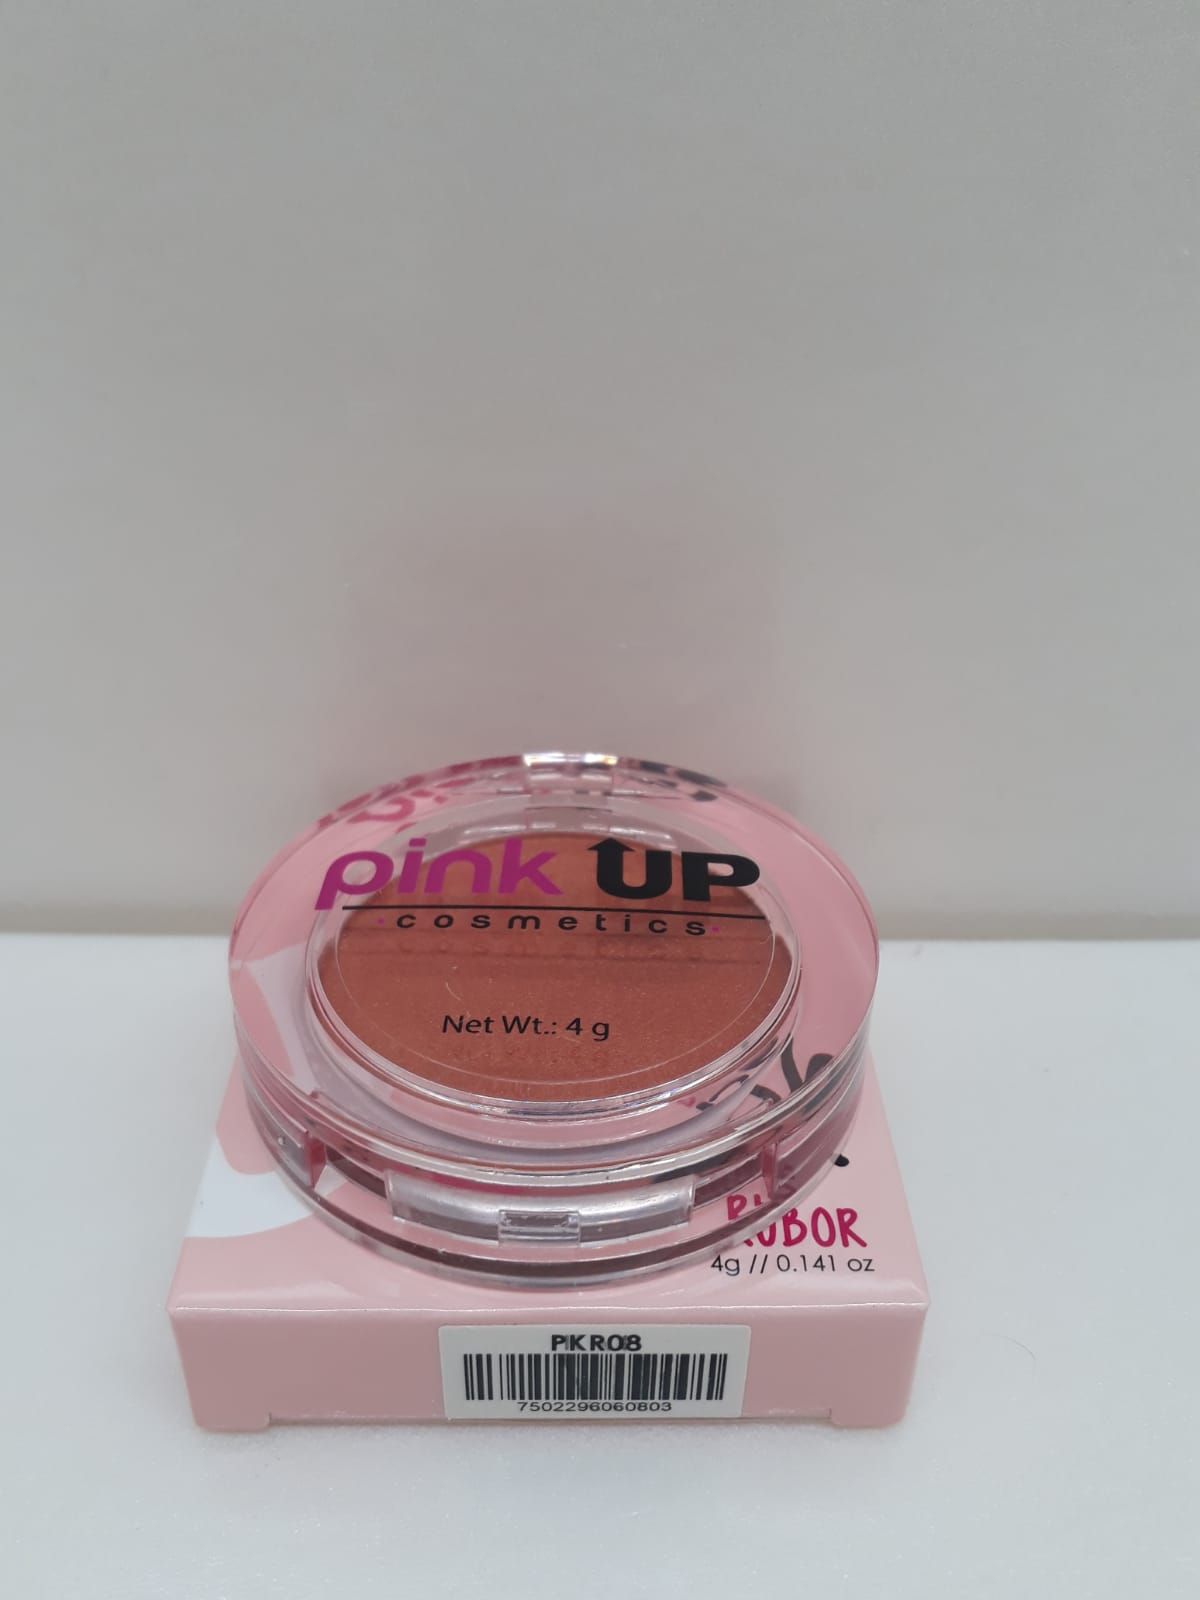 pink UP
cosmetics
Net Wt.: 4 g
RUBOR
4g // 0.141 oz
PKR08
7502296060803